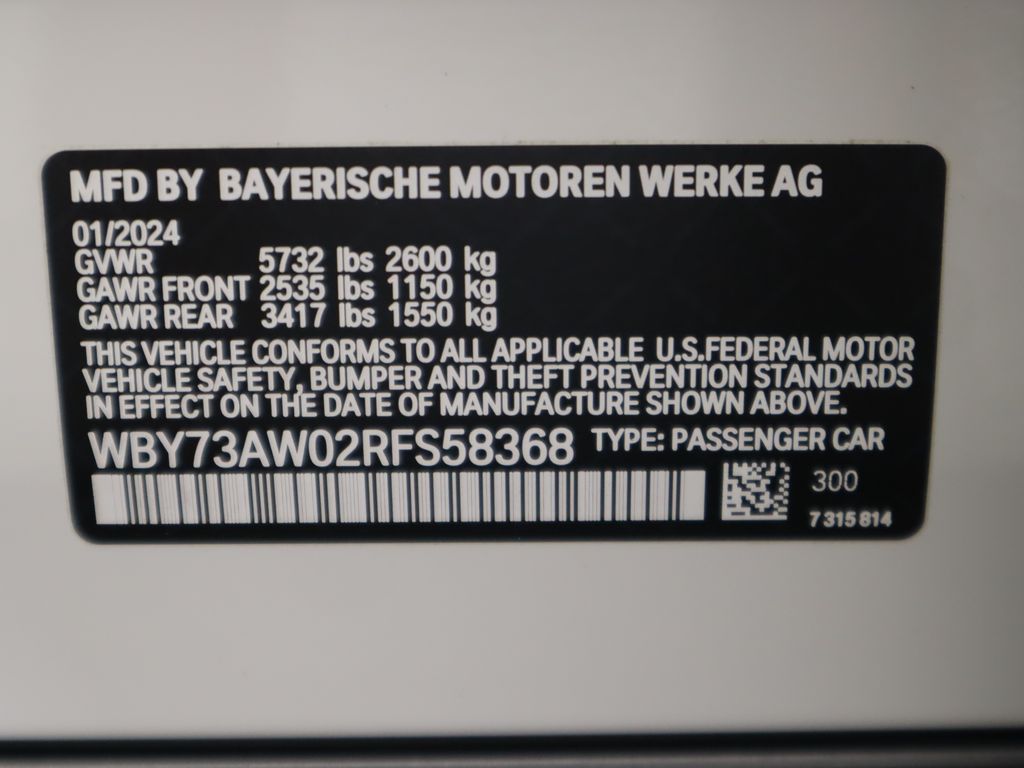 MFD BY BAYERISCHE MOTOREN WERKE AG
01/2024
GVWR 5732 lbs 2600 kg
GAWR FRONT 2535 lbs 1150 kg
GAWR REAR 3417 lbs 1550 kg
THIS VEHICLE CONFORMS TO ALL APPLICABLE U.S.FEDERAL MOTOR
VEHICLE SAFETY, BUMPER AND THEFT PREVENTION STANDARDS
IN EFFECT ON THE DATE OF MANUFACTURE SHOWN ABOVE.
WBY73AW02RFS58368 TYPE: PASSENGER CAR
300
7 315 814